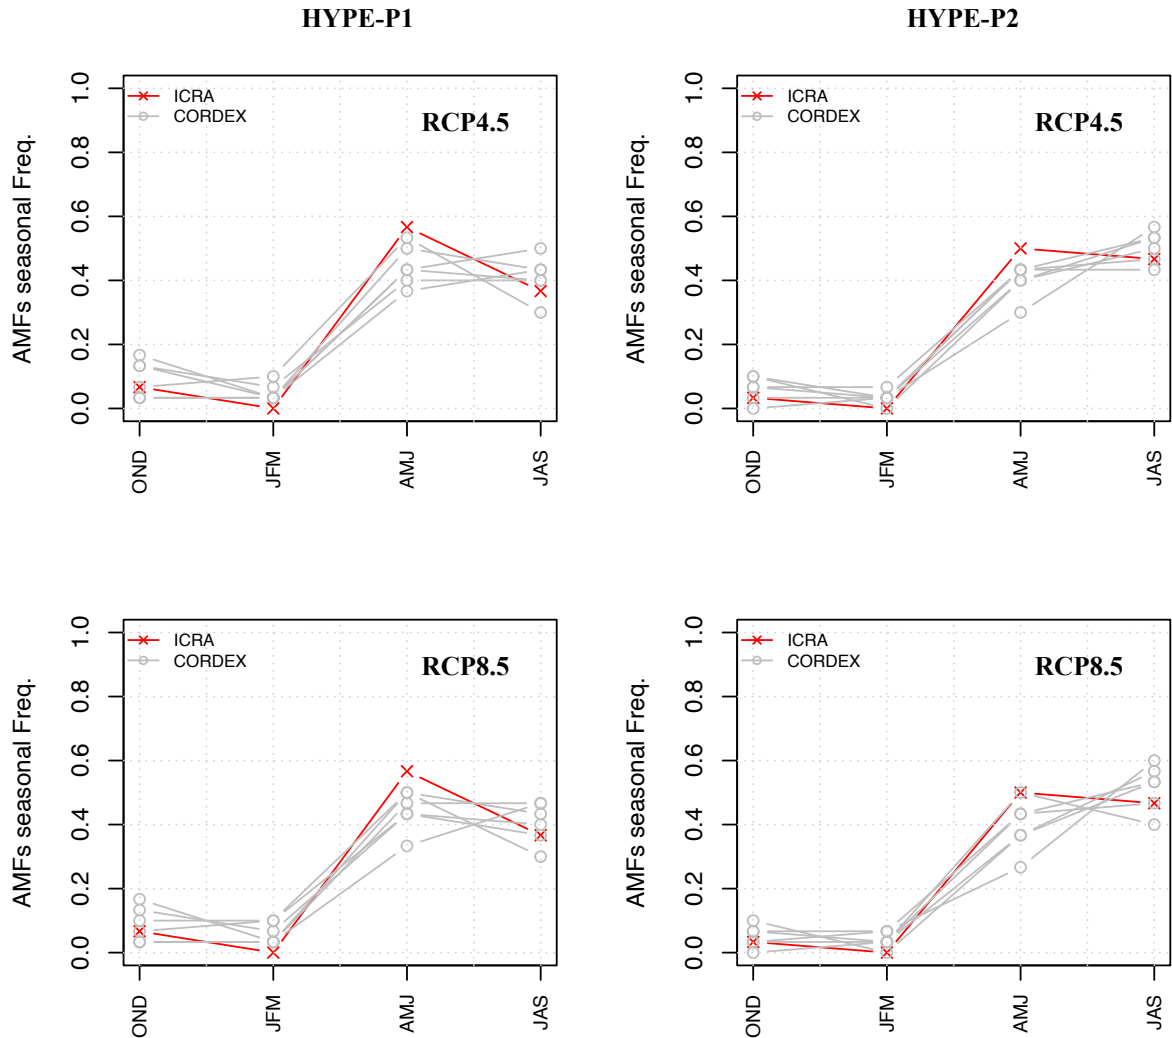 HYPE-P1
HYPE-P2
ICRA
CORDEX
RCP4.5
AMFs seasonal Freq.
1.0
0.8
0.6
0.4
0.2
0.0
OND
JFM
AMJ
JAS
ICRA
CORDEX
RCP4.5
AMFs seasonal Freq.
1.0
0.8
0.6
0.4
0.2
0.0
OND
JFM
AMJ
JAS
ICRA
CORDEX
RCP8.5
AMFs seasonal Freq.
1.0
0.8
0.6
0.4
0.2
0.0
OND
JFM
AMJ
JAS
ICRA
CORDEX
RCP8.5
AMFs seasonal Freq.
1.0
0.8
0.6
0.4
0.2
0.0
OND
JFM
AMJ
JAS